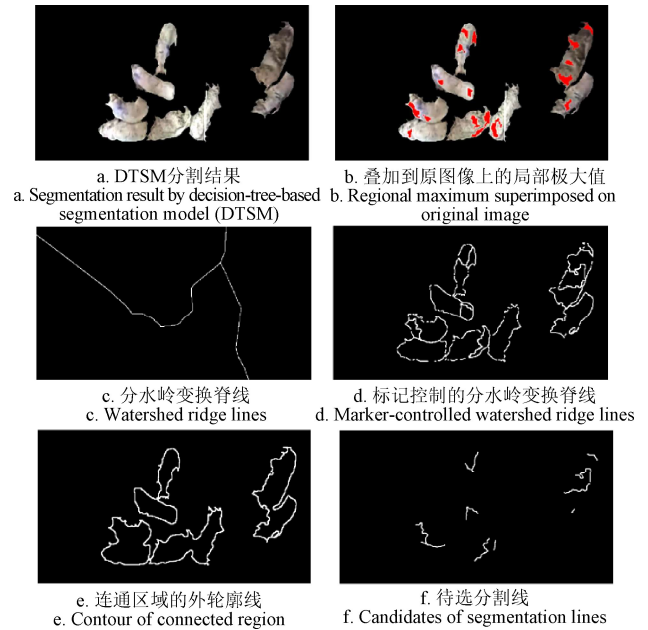 a. DTSM分割结果
a. Segmentation result by decision-tree-based
segmentation model (DTSM)
b. 叠加到原图像上的局部极大值
b. Regional maximum superimposed on
original image
c. 分水岭变换脊线
c. Watershed ridge lines
d. 标记控制的分水岭变换脊线
d. Marker-controlled watershed ridge lines
e. 连通区域的外轮廓线
e. Contour of connected region
f. 待选分割线
f. Candidates of segmentation lines